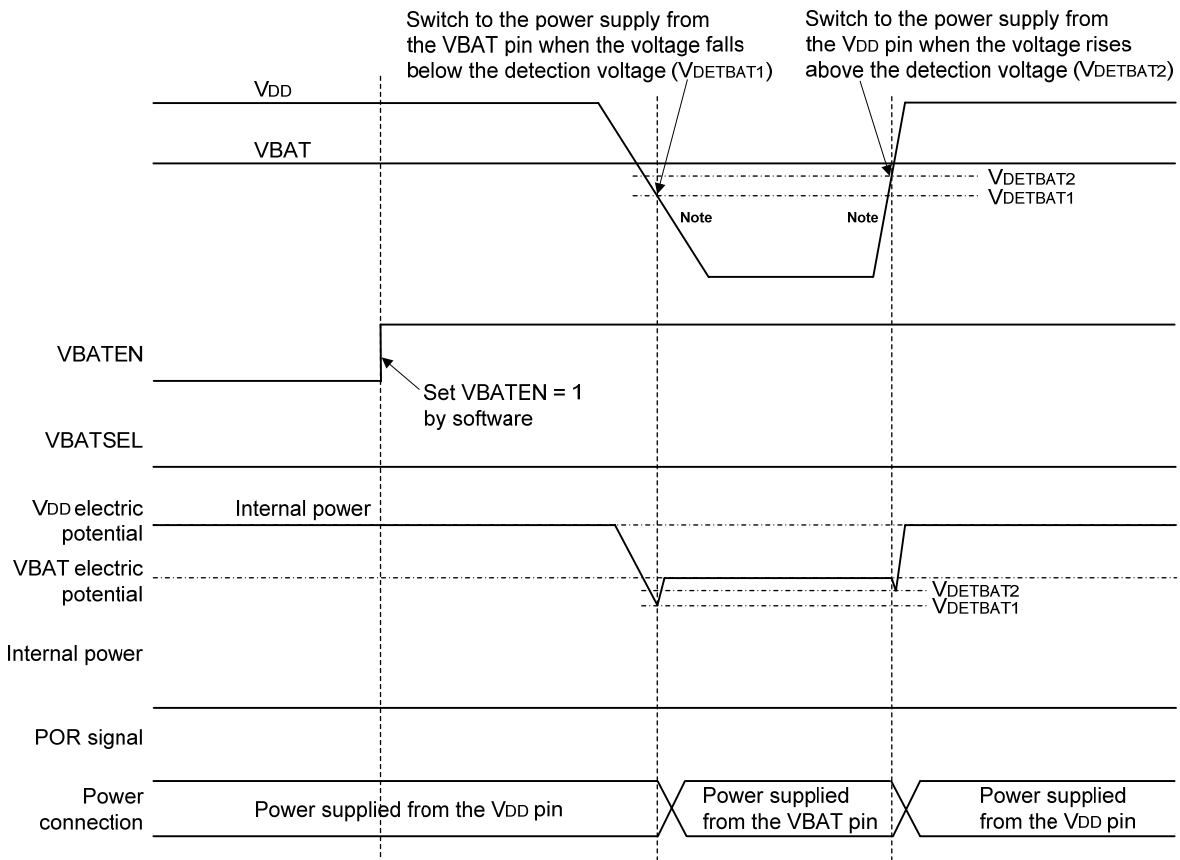 Switch to the power supply from
the VBAT pin when the voltage falls
below the detection voltage (VDETBAT1)
Switch to the power supply from
the VDD pin when the voltage rises
above the detection voltage (VDETBAT2)
VDD
VBAT
VDETBAT2
VDETBAT1
Note
Note
VBATEN
Set VBATEN = 1
by software
VBATSEL
VDD electric
potential
Internal power
VBAT electric
potential
VDETBAT2
VDETBAT1
Internal power
POR signal
Power
connection
Power supplied from the VDD pin
Power supplied
from the VBAT pin
Power supplied
from the VDD pin